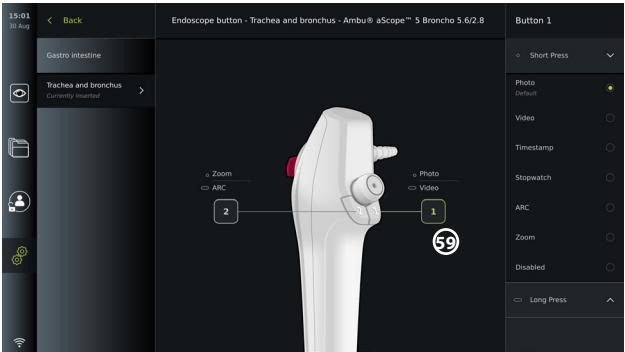 15:01
30 Aug
Back
Gastro intestine
Trachea and bronchus
Currently inserted
Endoscope button - Trachea and bronchus - Ambu® aScope™ 5 Broncho 5.6/2.8
Zoom
ARC
2
Photo
Video
1
2
1
59
Button 1
Short Press
Photo
Default
Video
Timestamp
Stopwatch
ARC
Zoom
Disabled
Long Press